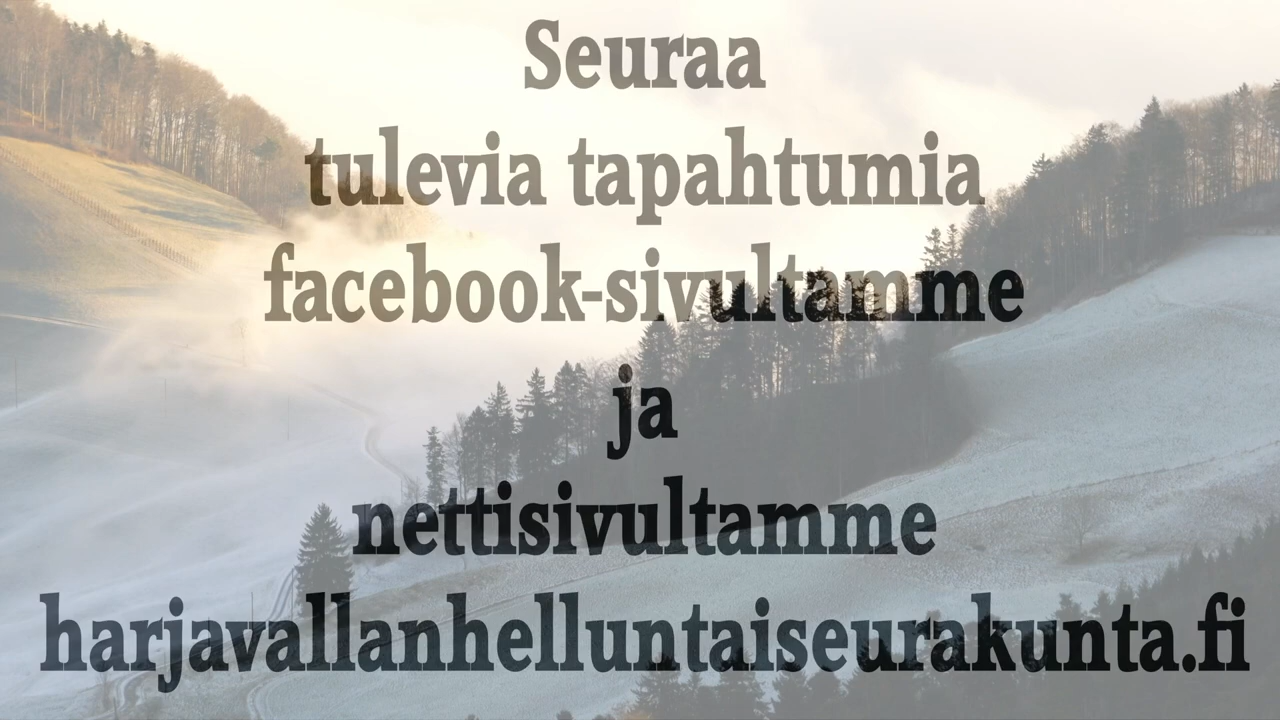 Seuraa
tulevia tapahtumia
facebook-sivultamme
ja
nettisivultamme
harjavallanhelluntaiseurakunta.fi